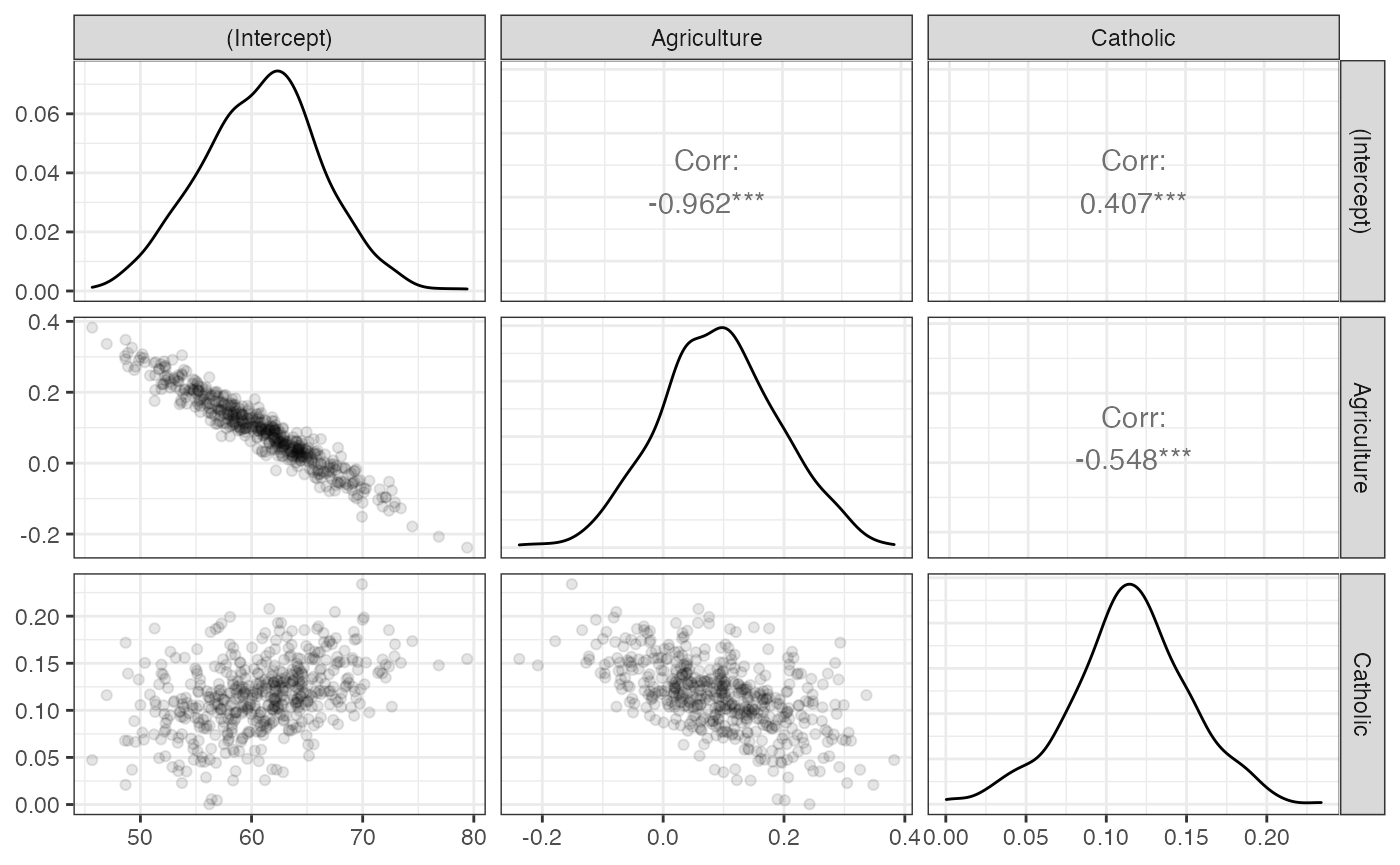 (Intercept)
Agriculture
Catholic
0.06
0.04
0.02
0.00
Corr:
-0.962***
Corr:
0.407***
(Intercept)
0.4
0.2
0.0
-0.2
Corr:
-0.548***
Agriculture
0.20
0.15
0.10
0.05
0.00
Catholic
50 60 70 80
-0.2 0.0 0.2 0.4
0.00 0.05 0.10 0.15 0.20